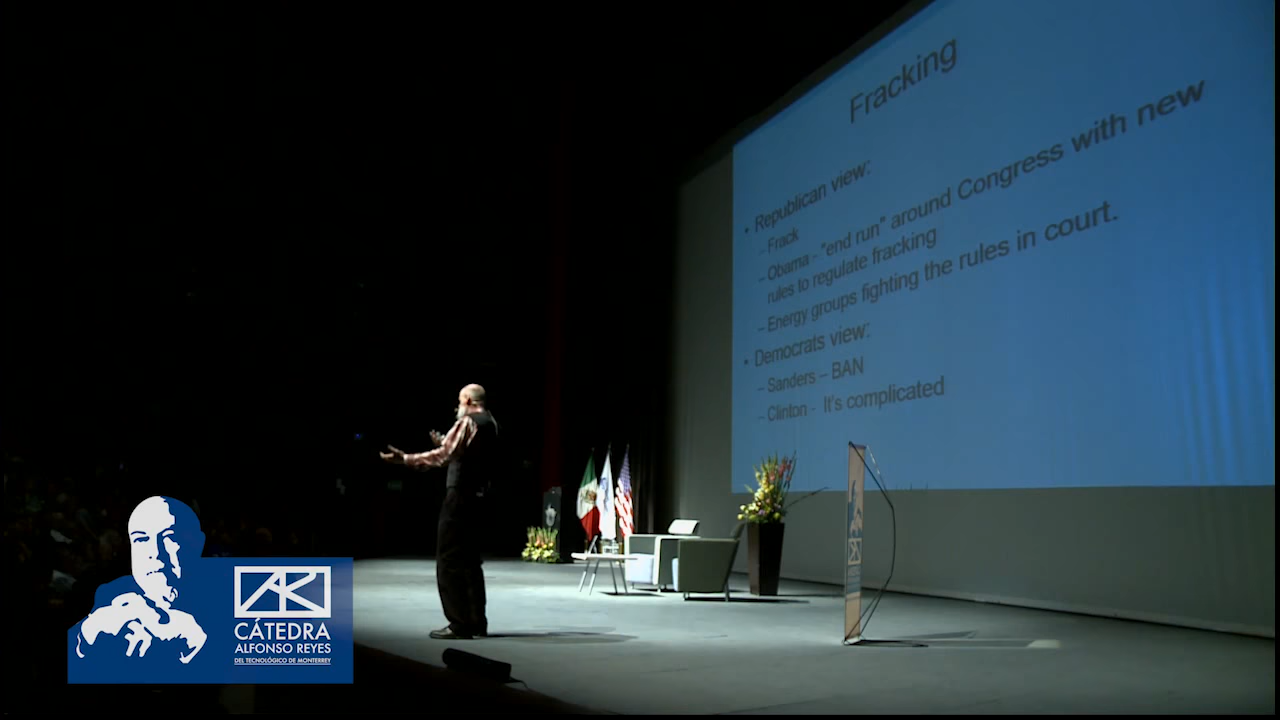 Fracking
• Republican view:
– Frack
– Obama – "end run" around Congress with new
rules to regulate fracking
– Energy groups fighting the rules in court.
• Democrats view:
– Sanders – BAN
– Clinton - It's complicated
AR
CÁTEDRA
ALFONSO REYES
DEL TECNOLÓGICO DE MONTERREY